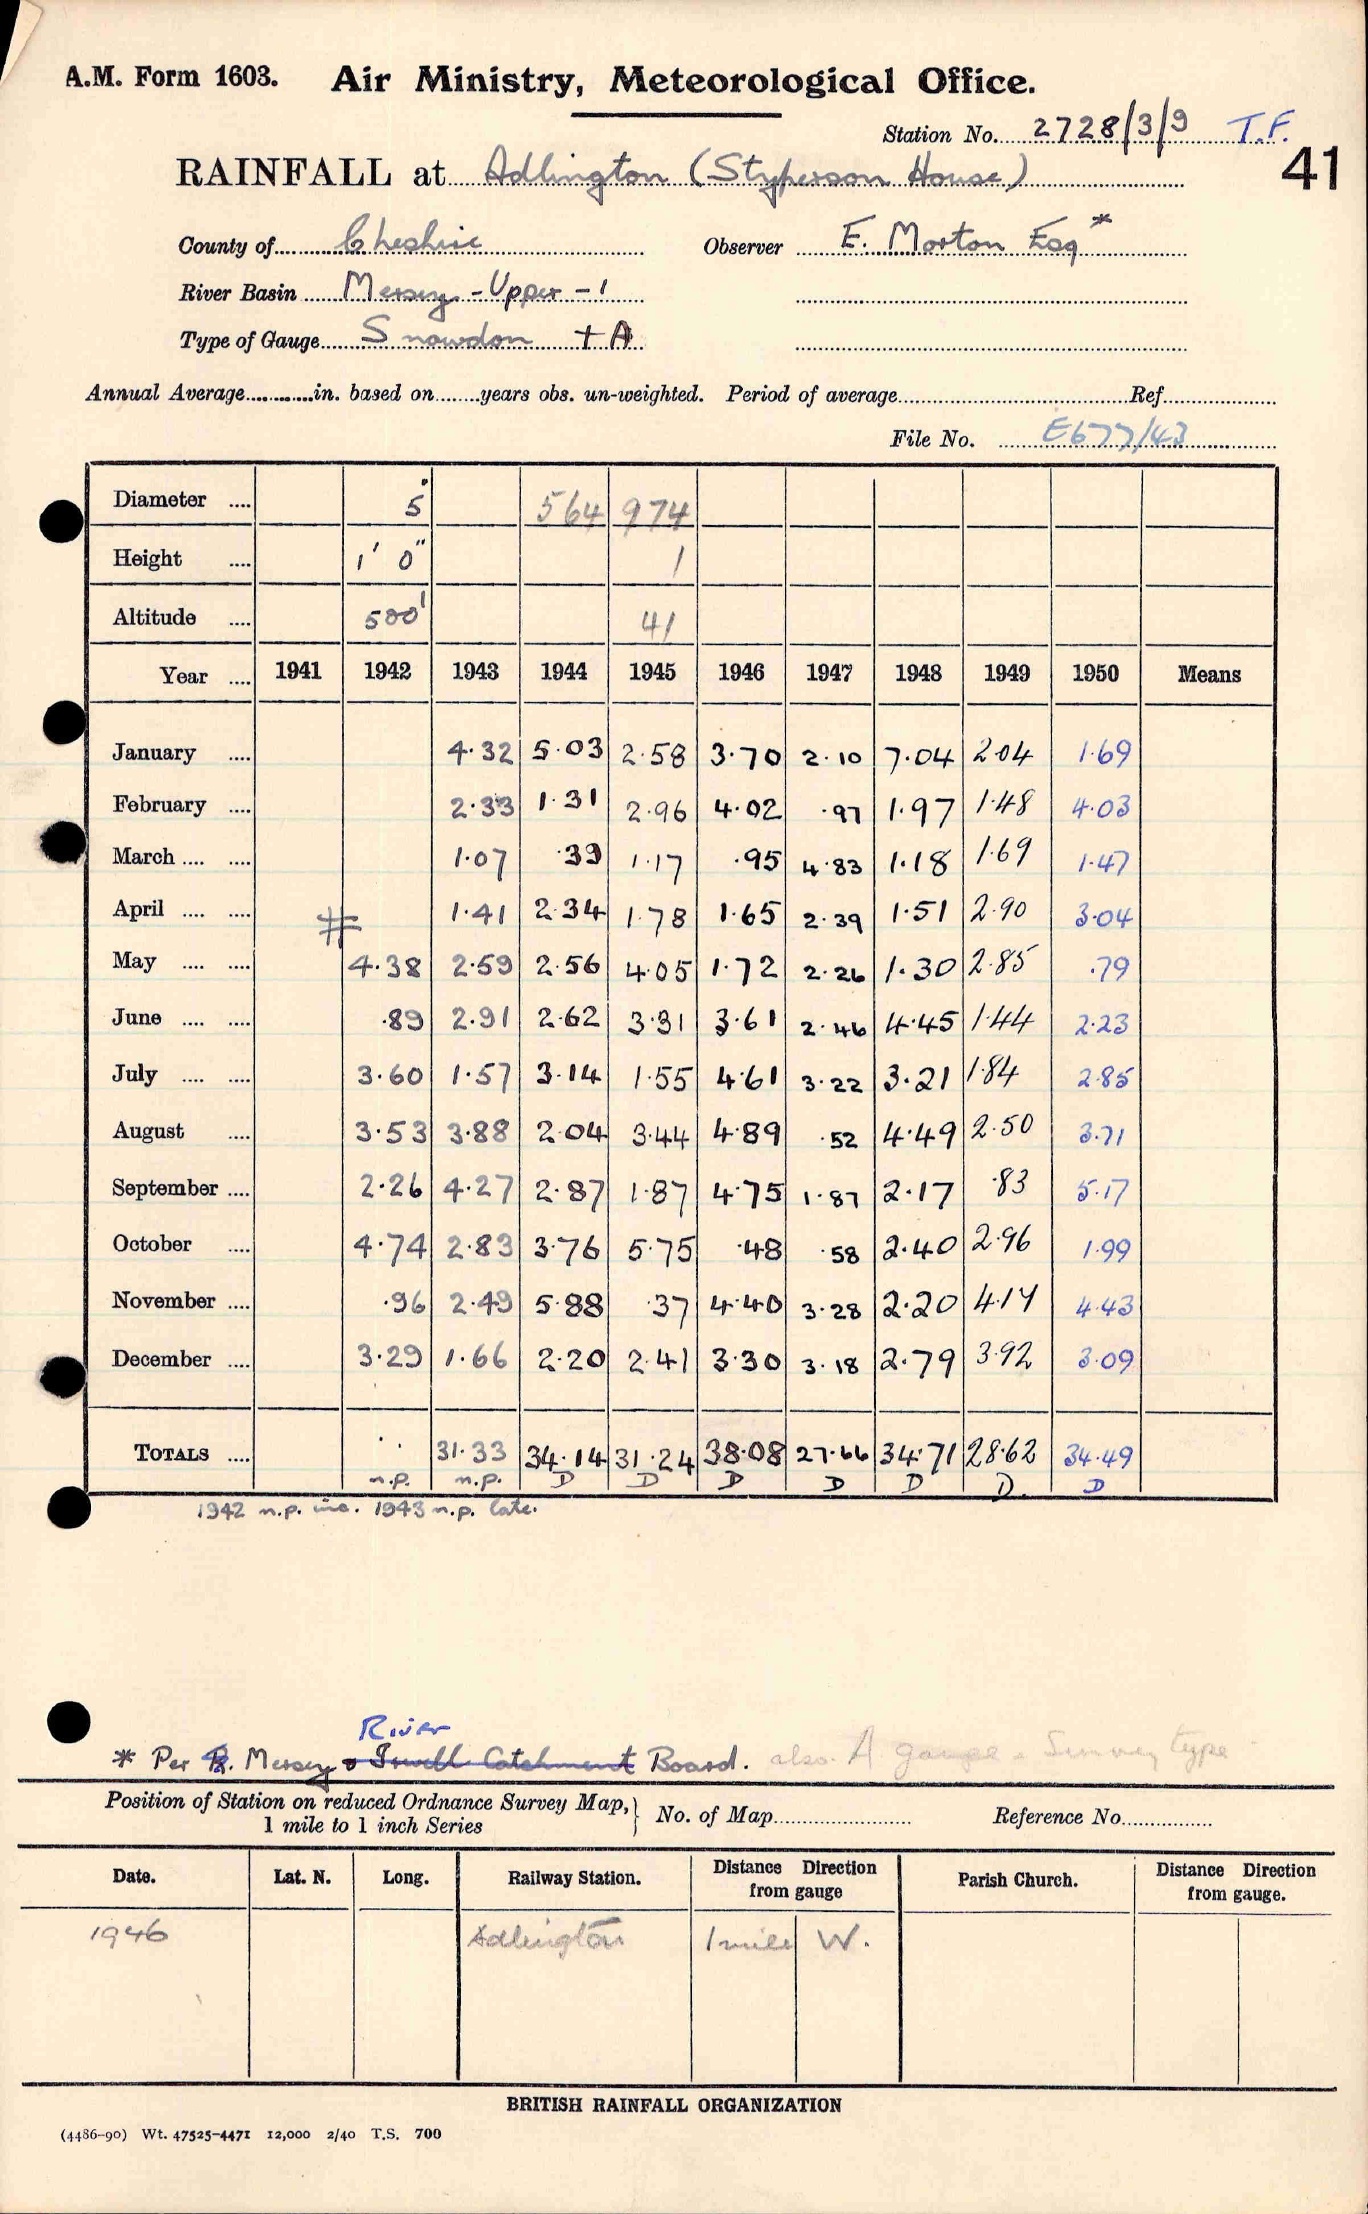 A.M. Form 1603. Air Ministry, Meteorological Office.
Station No. 2728/3/9 T.F.
41
RAINFALL at Adlington (Styperson House)
County of Cheshire Observer E. Morton Esq *
River Basin Mersey - Upper - 1
Type of Gauge Snowdon + A
Annual Average............in. based on........years obs. un-weighted. Period of average..........Ref..........
File No. E677/43
Diameter .... 5 564 974
Height .... 1' 0" 1
Altitude .... 500' 41
Year .... 1941 1942 1943 1944 1945 1946 1947 1948 1949 1950 Means
January .... 4.32 5.03 2.58 3.70 2.10 7.04 2.04 1.69
February .... 2.33 1.31 2.96 4.02 .97 1.97 1.48 4.03
March .... .... 1.07 .39 1.17 .95 4.83 1.18 1.69 1.47
April .... .... # 1.41 2.34 1.78 1.65 2.39 1.51 2.90 3.04
May .... .... 4.38 2.59 2.56 4.05 1.72 2.26 1.30 2.85 .79
June .... .... .89 2.91 2.62 3.31 3.61 2.46 4.45 1.44 2.23
July .... .... 3.60 1.57 3.14 1.55 4.61 3.22 3.21 1.84 2.85
August .... 3.53 3.88 2.04 3.44 4.89 .52 4.49 2.50 3.71
September .... 2.26 4.27 2.87 1.87 4.75 1.87 2.17 .83 5.17
October .... 4.74 2.83 3.76 5.75 .48 .58 2.40 2.96 1.99
November .... .96 2.49 5.88 .37 4.40 3.28 2.20 4.17 4.43
December .... 3.29 1.66 2.20 2.41 3.30 3.18 2.79 3.92 3.09
TOTALS .... .. 31.33 34.14 31.24 38.08 27.66 34.71 28.62 34.49
n.p. n.p. D D D D D D. D
1942 n.p. inc. 1943 n.p. late.
River
* Per R. Mersey & Irwell Catchment Board. also A gauge - Survey type
Position of Station on reduced Ordnance Survey Map, 1 mile to 1 inch Series } No. of Map.......... Reference No..........
Date. Lat. N. Long. Railway Station. Distance Direction from gauge Parish Church. Distance Direction from gauge.
1946 Adlington 1 mile W.
BRITISH RAINFALL ORGANIZATION
(4486-90) Wt. 47525-4471 12,000 2/40 T.S. 700